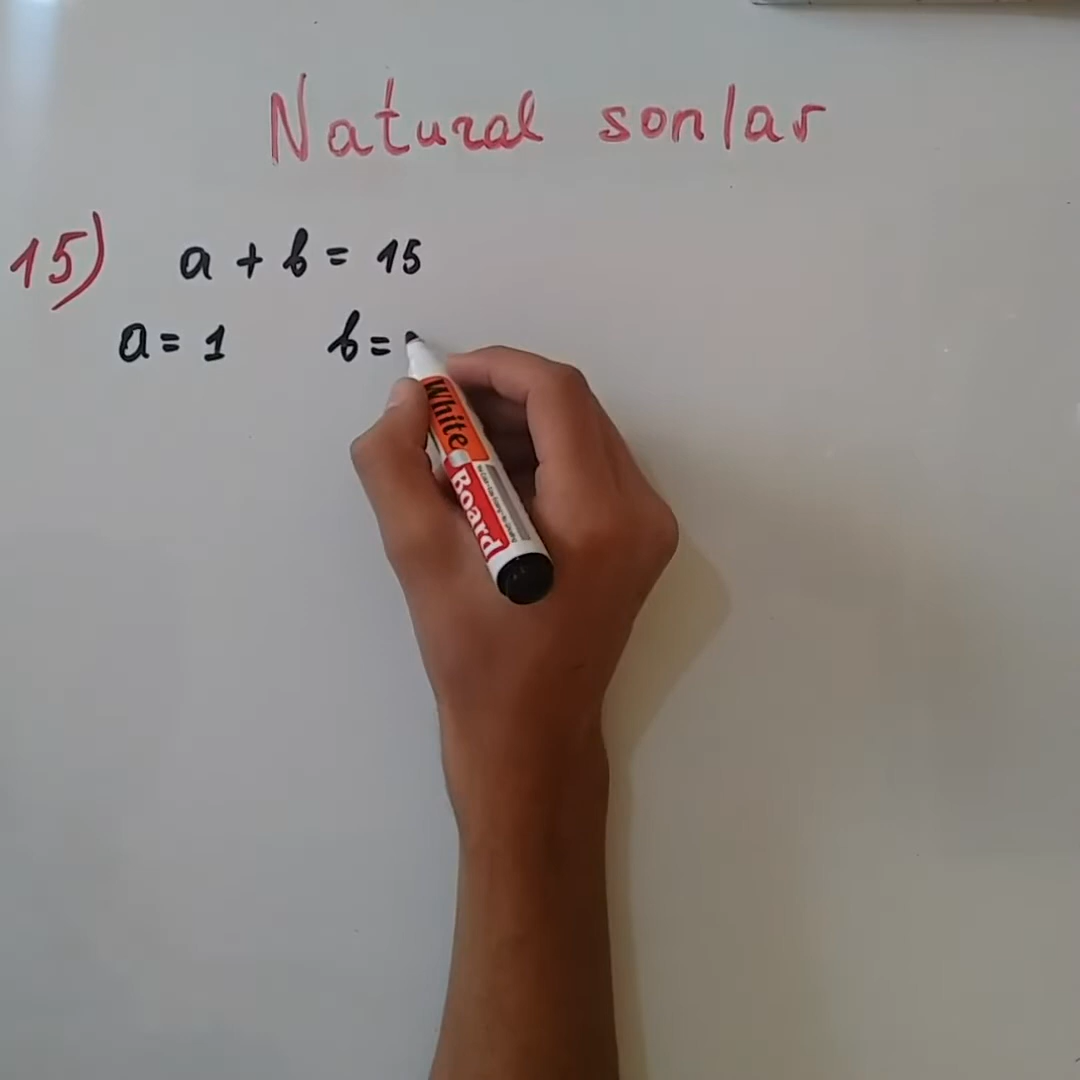 Natural sonlar
15) a + b = 15
a = 1 b =
White
Board